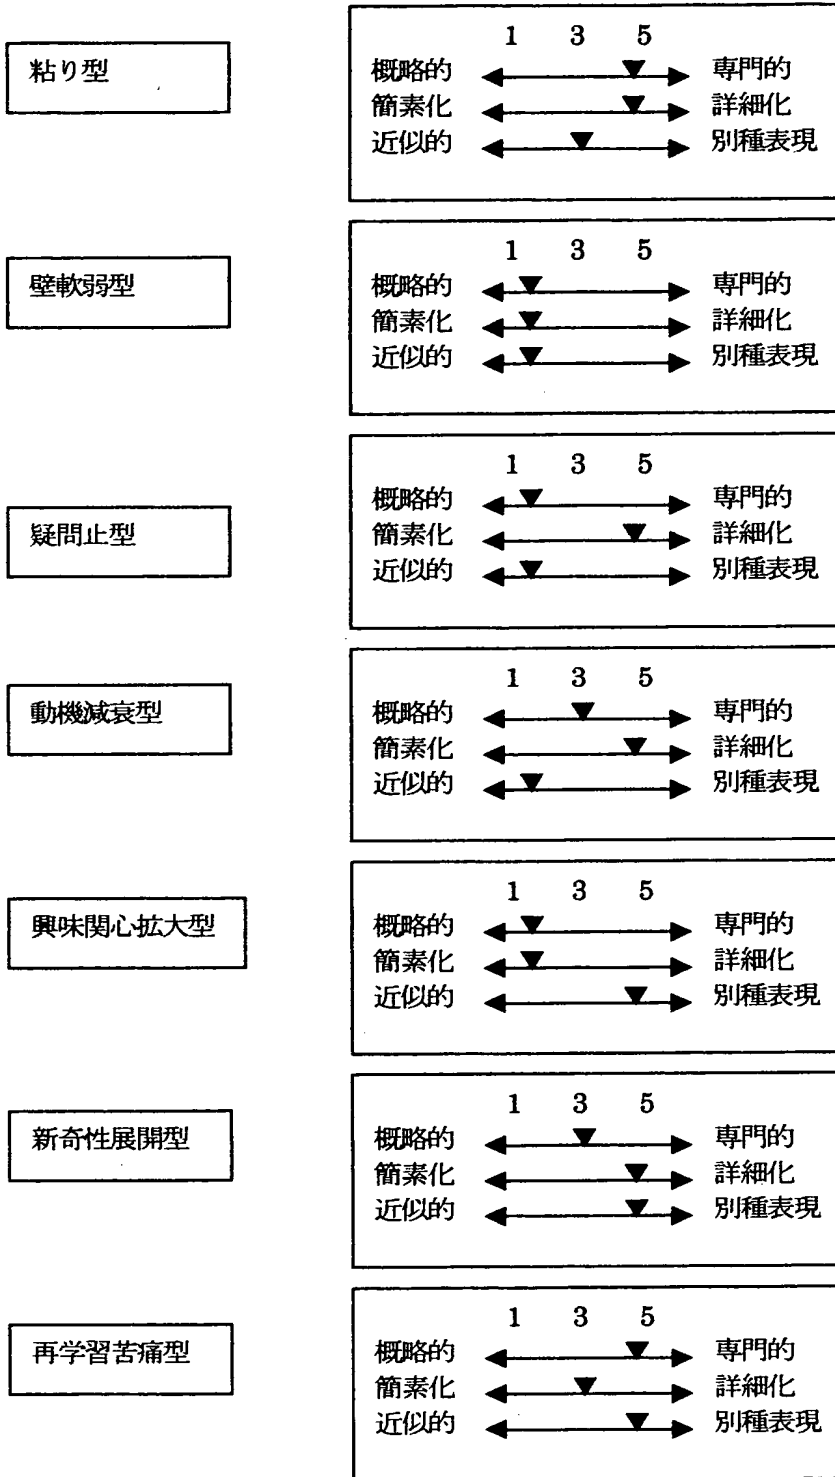 粘り型
1 3 5
概略的 専門的
簡素化 詳細化
近似的 別種表現
壁軟弱型
1 3 5
概略的 専門的
簡素化 詳細化
近似的 別種表現
疑問止型
1 3 5
概略的 専門的
簡素化 詳細化
近似的 別種表現
動機減衰型
1 3 5
概略的 専門的
簡素化 詳細化
近似的 別種表現
興味関心拡大型
1 3 5
概略的 専門的
簡素化 詳細化
近似的 別種表現
新奇性展開型
1 3 5
概略的 専門的
簡素化 詳細化
近似的 別種表現
再学習苦痛型
1 3 5
概略的 専門的
簡素化 詳細化
近似的 別種表現